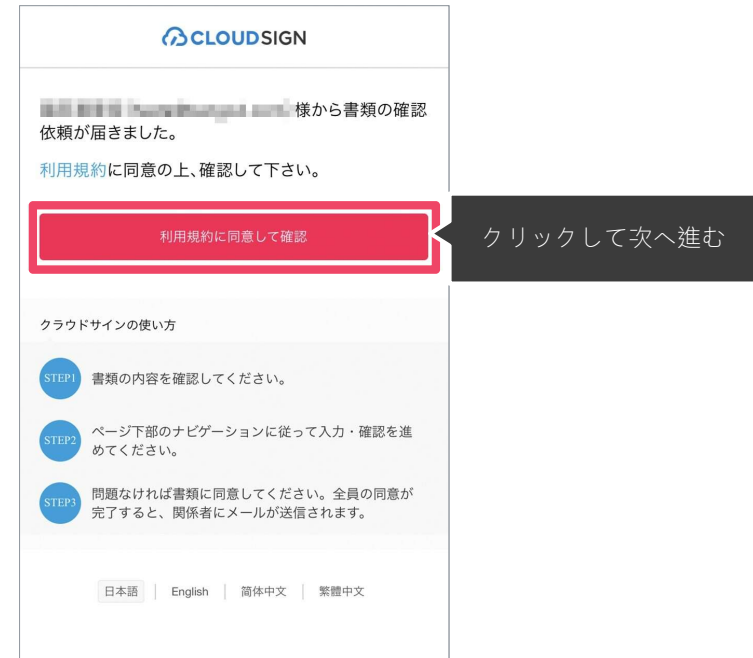 CLOUDSIGN
様から書類の確認
依頼が届きました。
利用規約に同意の上、確認して下さい。
利用規約に同意して確認
クリックして次へ進む
クラウドサインの使い方
STEP1 書類の内容を確認してください。
STEP2 ページ下部のナビゲーションに従って入力・確認を進
めてください。
STEP3 問題なければ書類に同意してください。全員の同意が
完了すると、関係者にメールが送信されます。
日本語 English 简体中文 繁體中文